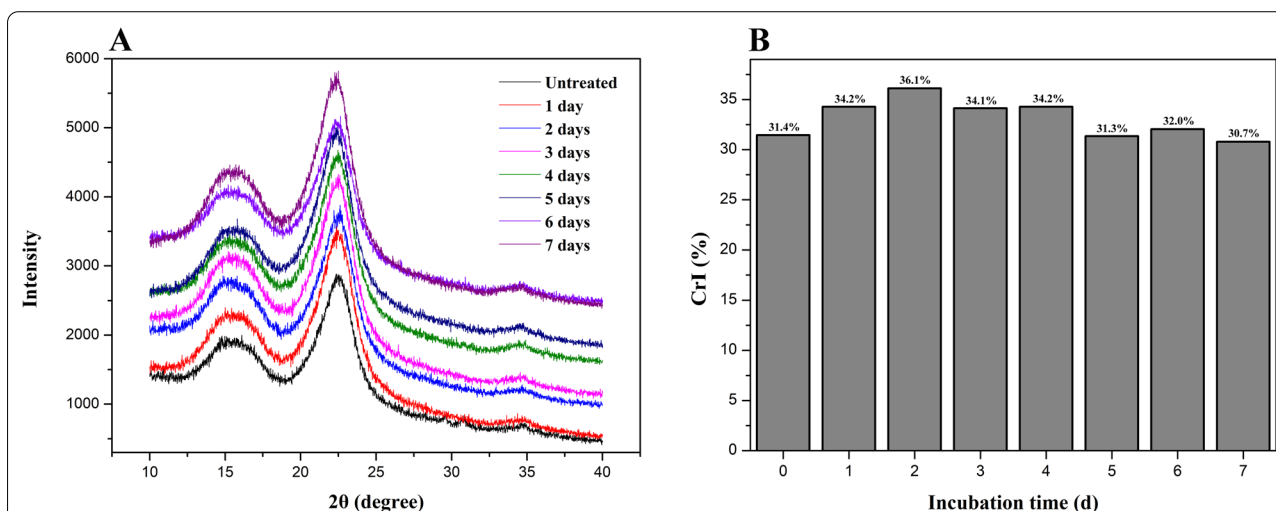 A
6000
5000
4000
3000
2000
1000
Intensity
Untreated
1 day
2 days
3 days
4 days
5 days
6 days
7 days
10 15 20 25 30 35 40
2θ (degree)
B
35
30
25
20
15
10
5
0
CrI (%)
31.4% 34.2% 36.1% 34.1% 34.2% 31.3% 32.0% 30.7%
0 1 2 3 4 5 6 7
Incubation time (d)